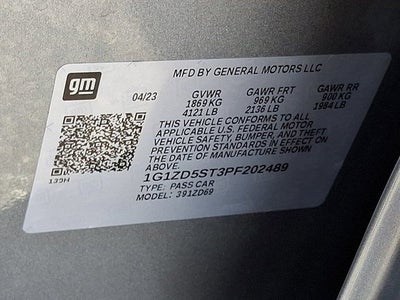 gm
MFD BY GENERAL MOTORS LLC
04/23 GVWR GAWR FRT GAWR RR
1869 KG 969 KG 900 KG
4121 LB 2136 LB 1984 LB
THIS VEHICLE CONFORMS TO ALL
APPLICABLE U.S. FEDERAL MOTOR
VEHICLE SAFETY, BUMPER, AND THEFT
PREVENTION STANDARDS IN EFFECT ON
THE DATE OF MANUFACTURE SHOWN
ABOVE.
139H
1G1ZD5ST3PF202489
TYPE: PASS CAR
MODEL: 391ZD69